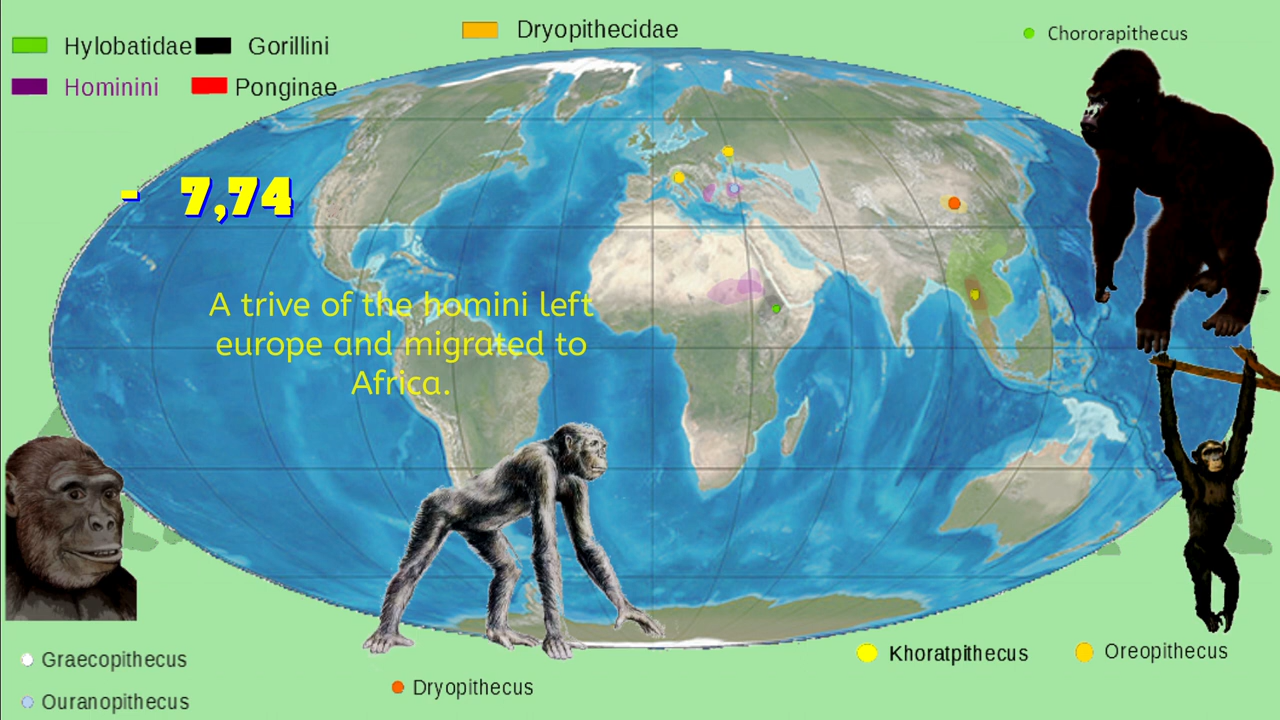 Hylobatidae
Gorillini
Dryopithecidae
Chororapithecus
Hominini
Ponginae
- 7,74
A trive of the homini left
europe and migrated to
Africa.
Graecopithecus
Khoratpithecus
Oreopithecus
Dryopithecus
Ouranopithecus